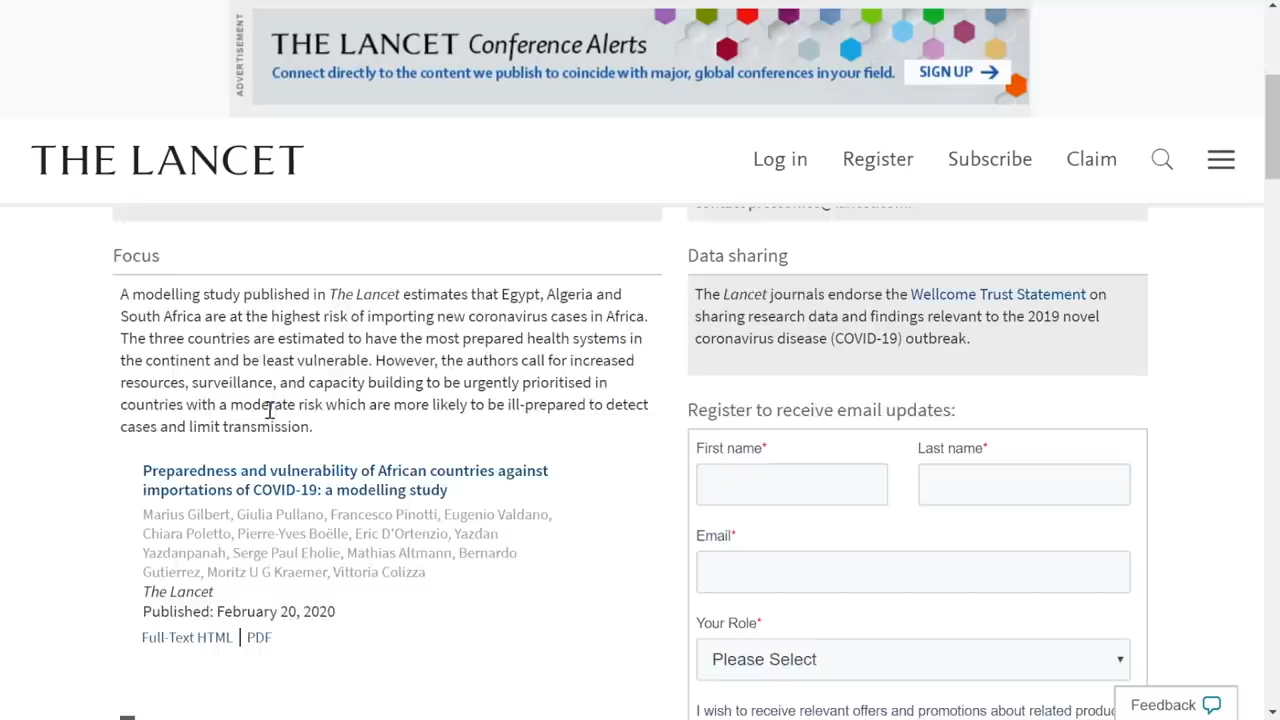 ADVERTISEMENT
THE LANCET Conference Alerts
Connect directly to the content we publish to coincide with major, global conferences in your field.
SIGN UP →
THE LANCET
Log in
Register
Subscribe
Claim
Focus
A modelling study published in The Lancet estimates that Egypt, Algeria and
South Africa are at the highest risk of importing new coronavirus cases in Africa.
The three countries are estimated to have the most prepared health systems in
the continent and be least vulnerable. However, the authors call for increased
resources, surveillance, and capacity building to be urgently prioritised in
countries with a moderate risk which are more likely to be ill-prepared to detect
cases and limit transmission.
Preparedness and vulnerability of African countries against
importations of COVID-19: a modelling study
Marius Gilbert, Giulia Pullano, Francesco Pinotti, Eugenio Valdano,
Chiara Poletto, Pierre-Yves Boëlle, Eric D'Ortenzio, Yazdan
Yazdanpanah, Serge Paul Eholie, Mathias Altmann, Bernardo
Gutierrez, Moritz U G Kraemer, Vittoria Colizza
The Lancet
Published: February 20, 2020
Full-Text HTML | PDF
Data sharing
The Lancet journals endorse the Wellcome Trust Statement on
sharing research data and findings relevant to the 2019 novel
coronavirus disease (COVID-19) outbreak.
Register to receive email updates:
First name*
Last name*
Email*
Your Role*
Please Select
I wish to receive relevant offers and promotions about related
Feedback